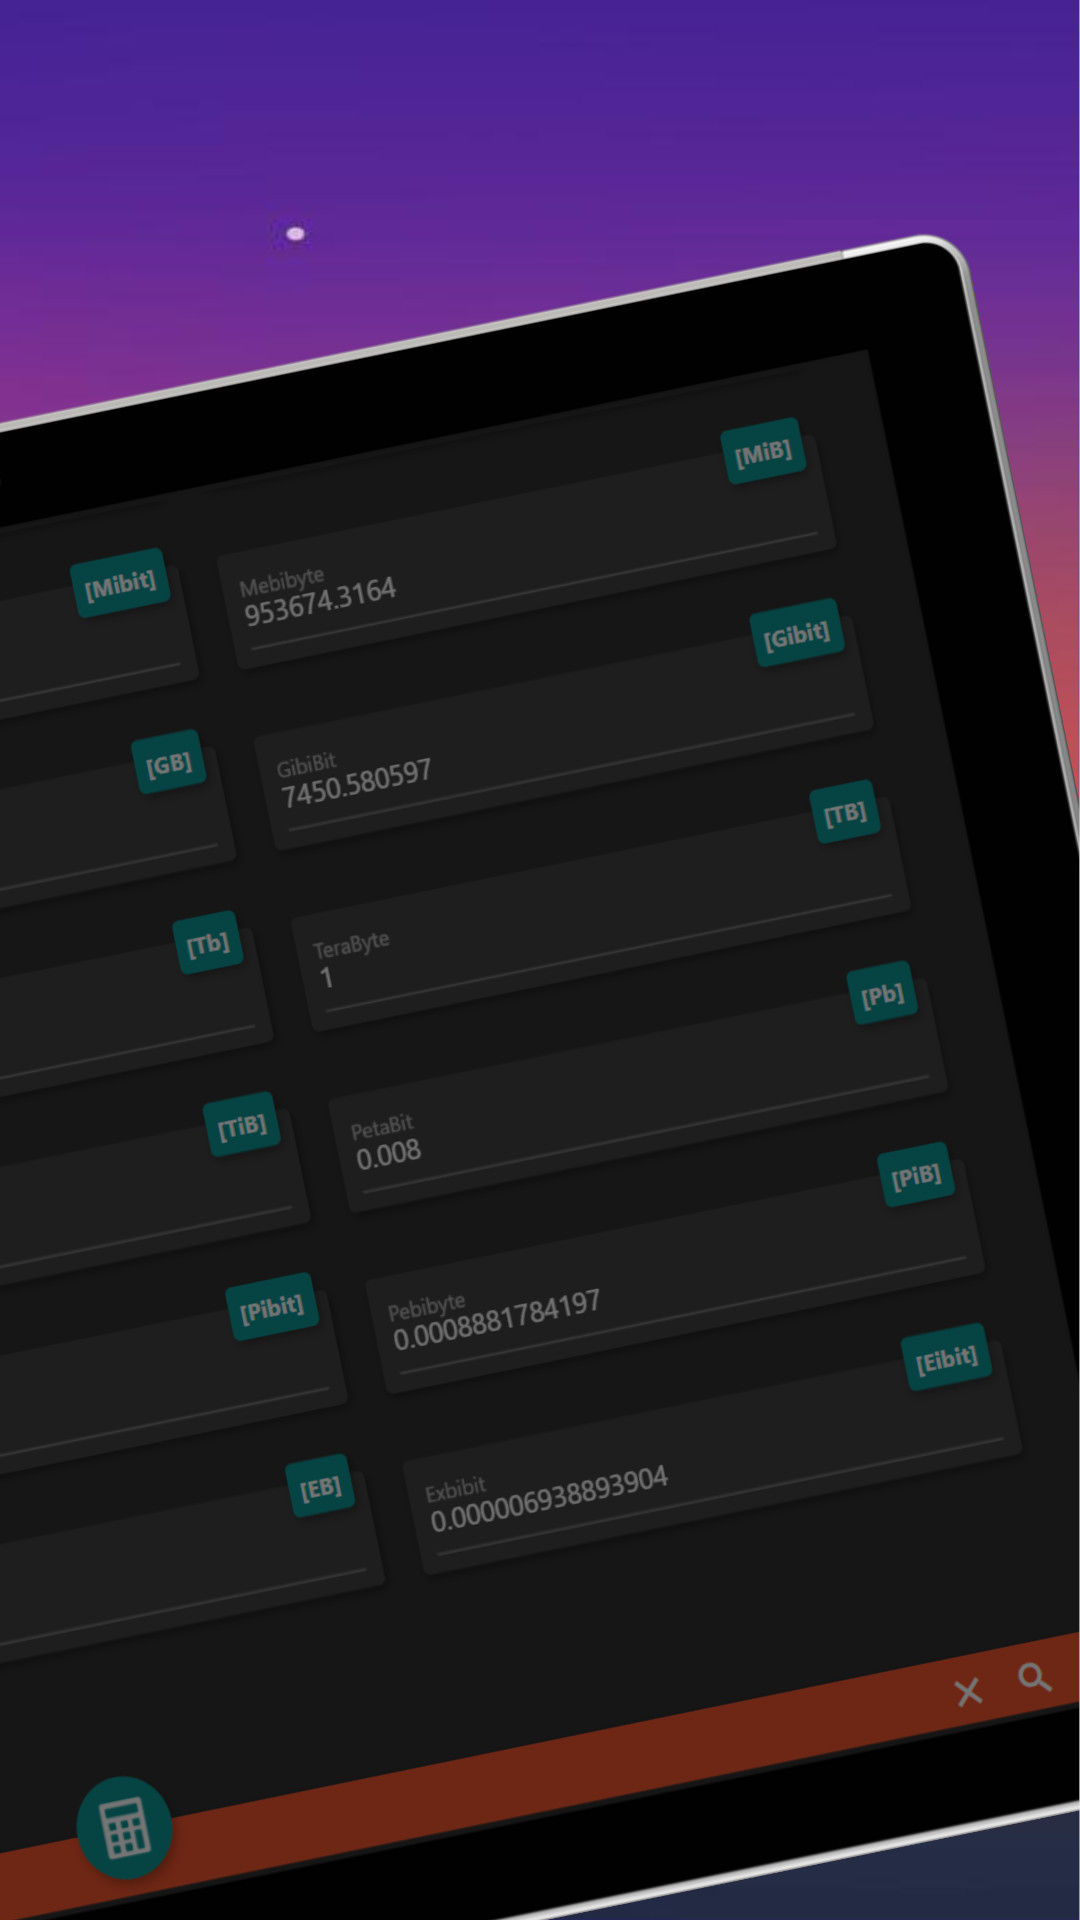 [MiB]
[Mibit]
Mebibyte
953674.3164
[Gibit]
[GB]
GibiBit
7450.580597
[TB]
[Tb]
TeraByte
1
[Pb]
[TiB]
PetaBit
0.008
[PiB]
[Pibit]
Pebibyte
0.0008881784197
[Eibit]
[EB]
Exbibit
0.000006938893904